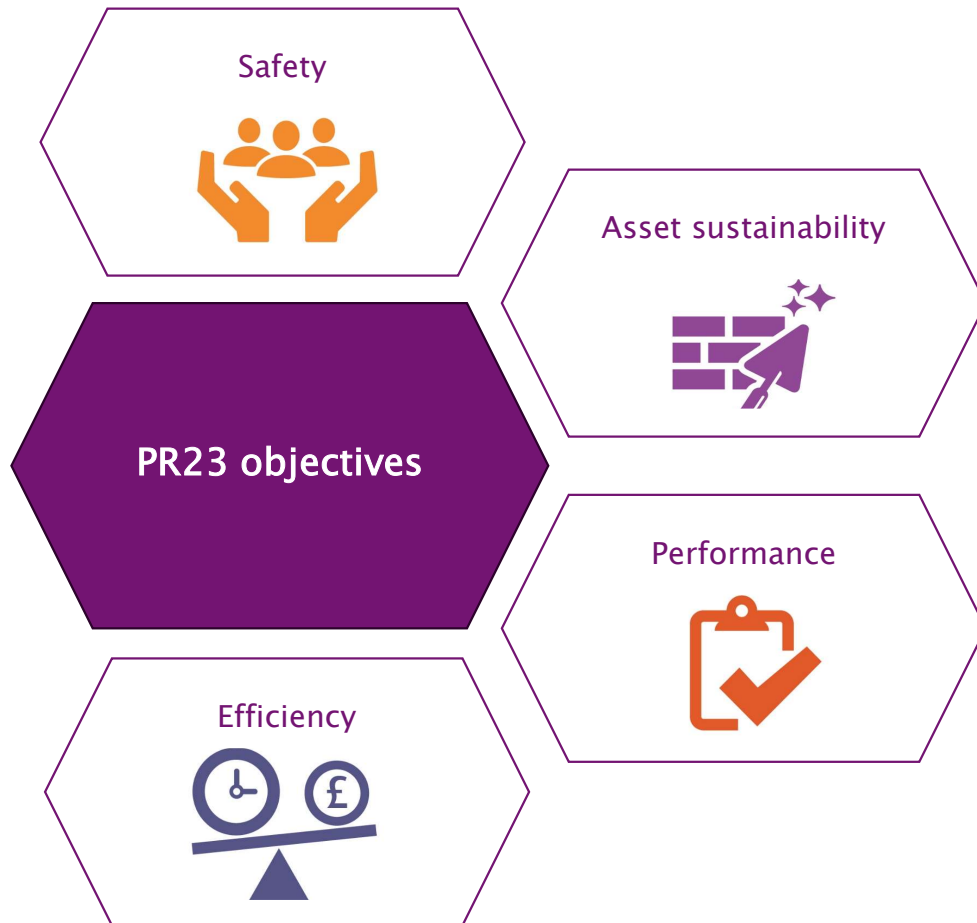 Safety
Asset sustainability
PR23 objectives
Performance
Efficiency
£